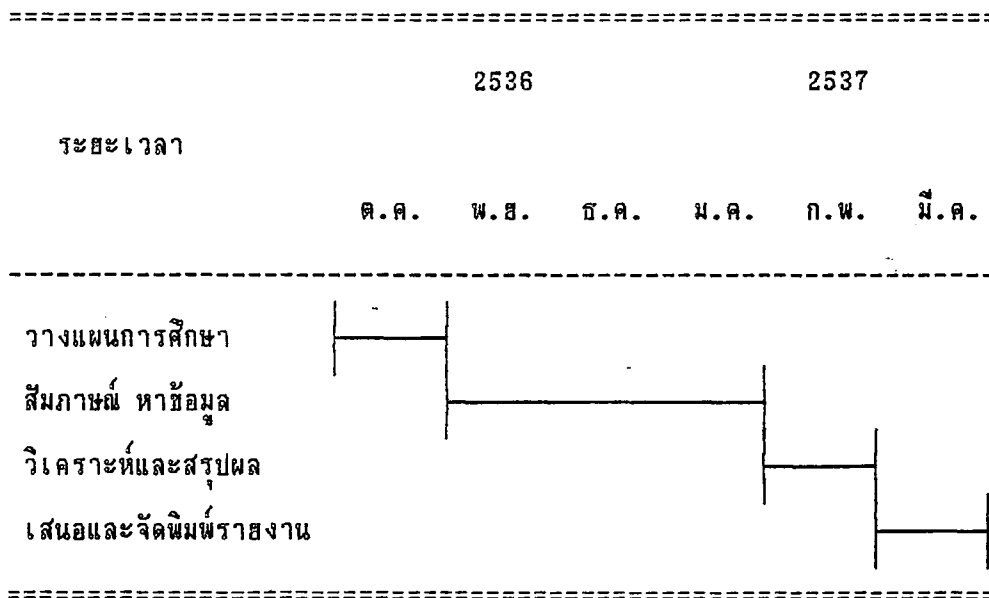 2536 2537
ระยะเวลา
ต.ค. พ.ย. ธ.ค. ม.ค. ก.พ. มี.ค.
วางแผนการศึกษา
สัมภาษณ์ หาข้อมูล
วิเคราะห์และสรุปผล
เสนอและจัดพิมพ์รายงาน